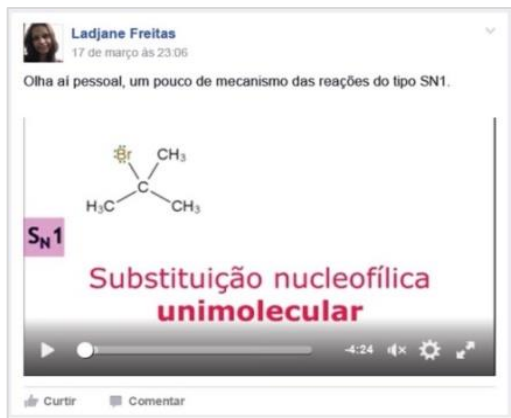 Ladjane Freitas
17 de março às 23:06
Olha aí pessoal, um pouco de mecanismo das reações do tipo SN1.
Br CH₃
C
H₃C CH₃
S_N1
Substituição nucleofílica
unimolecular
-4:24
Curtir Comentar